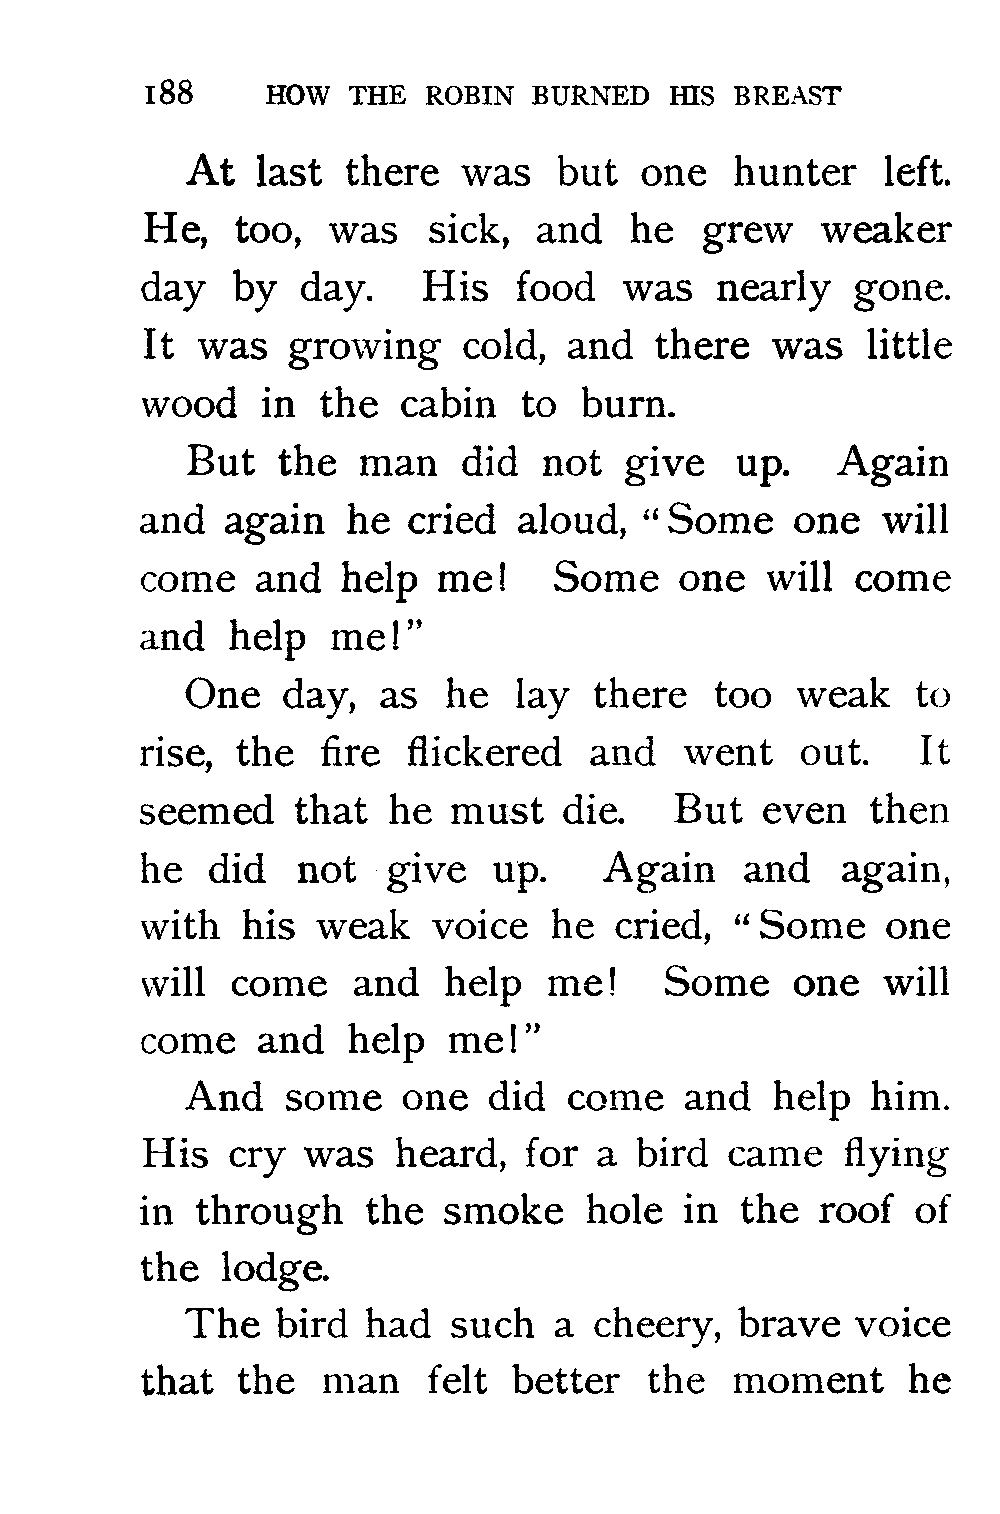 188 HOW THE ROBIN BURNED HIS BREAST
At last there was but one hunter left.
He, too, was sick, and he grew weaker
day by day. His food was nearly gone.
It was growing cold, and there was little
wood in the cabin to burn.
But the man did not give up. Again
and again he cried aloud, “Some one will
come and help me! Some one will come
and help me!”
One day, as he lay there too weak to
rise, the fire flickered and went out. It
seemed that he must die. But even then
he did not give up. Again and again,
with his weak voice he cried, “Some one
will come and help me! Some one will
come and help me!”
And some one did come and help him.
His cry was heard, for a bird came flying
in through the smoke hole in the roof of
the lodge.
The bird had such a cheery, brave voice
that the man felt better the moment he